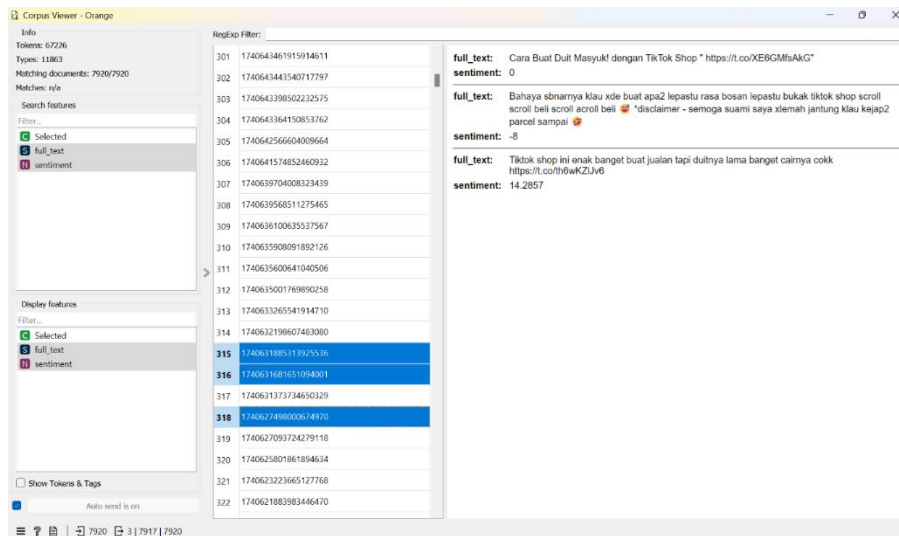 Corpus Viewer - Orange
Info
Tokens: 67226
Types: 11863
Matching documents: 7920/7920
Matches: n/a
Search features
Filter...
C Selected
S full_text
N sentiment
Display features
Filter...
C Selected
S full_text
N sentiment
Show Tokens & Tags
Auto send is on
7920 3 | 7917 | 7920
RegExp Filter:
301 1740643461915914611
302 1740643443540717797
303 1740643398502232575
304 1740643364150853762
305 1740642566604009664
306 1740641574852460932
307 1740639704008323439
308 1740639568511275465
309 1740636100635537567
310 1740635908091892126
311 1740635600641040506
312 1740635001769890258
313 1740633265541914710
314 1740632198607483080
315 1740631885313925536
316 1740631681651094001
317 1740631373734650329
318 1740627498000674970
319 1740627093724279118
320 1740625801861894634
321 1740623223665127768
322 1740621883983446470
full_text: Cara Buat Duit Masyuk! dengan TikTok Shop " https://t.co/XE6GMfsAkG"
sentiment: 0
full_text: Bahaya sbnarnya klau xde buat apa2 lepastu rasa bosan lepastu bukak tiktok shop scroll
scroll beli scroll acroll beli 😅 *disclaimer - semoga suami saya xlemah jantung klau kejap2
parcel sampai 🤣
sentiment: -8
full_text: Tiktok shop ini enak banget buat jualan tapi duitnya lama banget cairnya cokk
https://t.co/th6wKZIJv6
sentiment: 14.2857